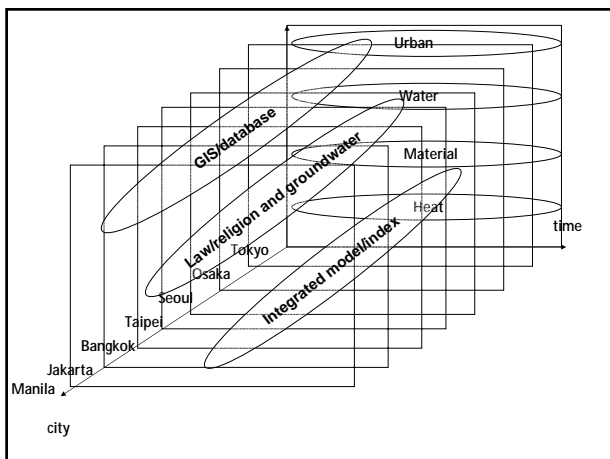 Urban
Water
Material
Heat
time
GIS/database
Law/religion and groundwater
Integrated model/index
Tokyo
Osaka
Seoul
Taipei
Bangkok
Jakarta
Manila
city